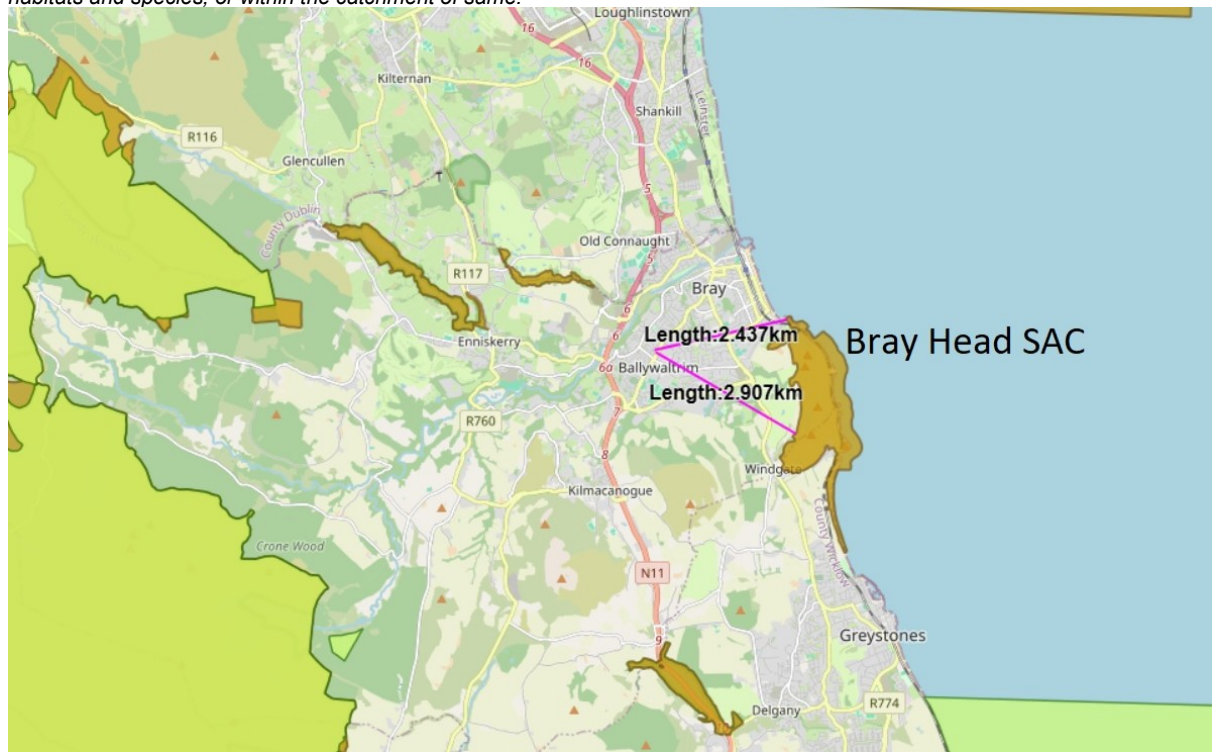 habitats and species, or within the catchment of same.
Loughlinstown
16
16
Kilternan
Shankill
Leinster
R116
Glencullen
5
County Dublin
Old Connaught
5
R117
Bray
6
Length:2.437km
Bray Head SAC
6
Enniskerry
6a
Ballywaltrim
Length:2.907km
7
R760
8
Windgate
Kilmacanogue
County Wicklow
Crone Wood
N11
9
Greystones
R774
Delgany